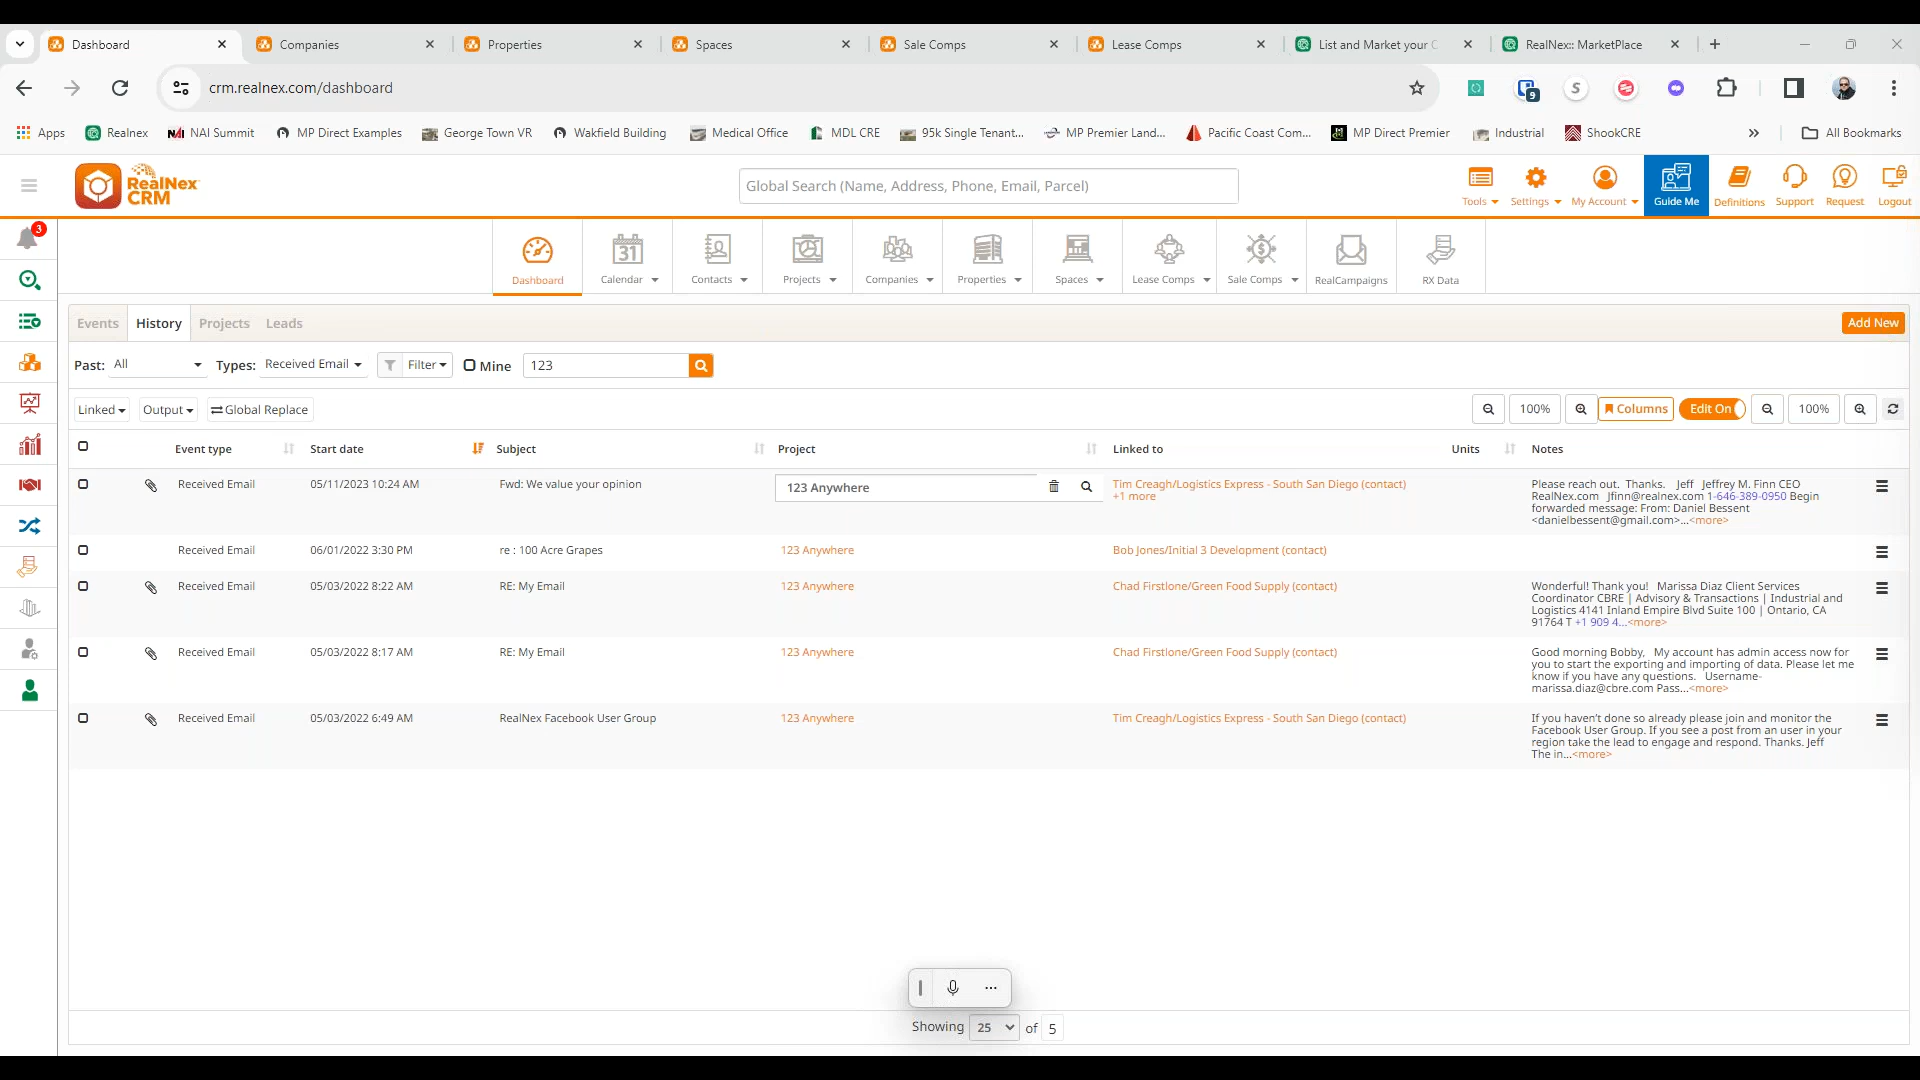 Dashboard
Companies
Properties
Spaces
Sale Comps
Lease Comps
List and Market your C
RealNex:: MarketPlace
crm.realnex.com/dashboard
9
S
Apps
Realnex
NAI Summit
MP Direct Examples
George Town VR
Wakfield Building
Medical Office
MDL CRE
95k Single Tenant...
MP Premier Land...
Pacific Coast Com...
MP Direct Premier
Industrial
ShookCRE
All Bookmarks
RealNex
CRM
Global Search (Name, Address, Phone, Email, Parcel)
Tools
Settings
My Account
Guide Me
Definitions
Support
Request
Logout
3
31
Dashboard
Calendar
Contacts
Projects
Companies
Properties
Spaces
Lease Comps
Sale Comps
RealCampaigns
RX Data
Events
History
Projects
Leads
Add New
Past: All
Types: Received Email
Filter
Mine
123
Linked
Output
Global Replace
100%
Columns
Edit On
100%
Event type
Start date
Subject
Project
Linked to
Units
Notes
Received Email
05/11/2023 10:24 AM
Fwd: We value your opinion
123 Anywhere
Tim Creagh/Logistics Express - South San Diego (contact)
+1 more
Please reach out. Thanks. Jeff Jeffrey M. Finn CEO
RealNex.com Jfinn@realnex.com 1-646-389-0950 Begin
forwarded message: From: Daniel Bessent
<danielbessent@gmail.com>...<more>
Received Email
06/01/2022 3:30 PM
re : 100 Acre Grapes
123 Anywhere
Bob Jones/Initial 3 Development (contact)
Received Email
05/03/2022 8:22 AM
RE: My Email
123 Anywhere
Chad Firstlone/Green Food Supply (contact)
Wonderful! Thank you! Marissa Diaz Client Services
Coordinator CBRE | Advisory & Transactions | Industrial and
Logistics 4141 Inland Empire Blvd Suite 100 | Ontario, CA
91764 T +1 909 4...<more>
Received Email
05/03/2022 8:17 AM
RE: My Email
123 Anywhere
Chad Firstlone/Green Food Supply (contact)
Good morning Bobby, My account has admin access now for
you to start the exporting and importing of data. Please let me
know if you have any questions. Username-
marissa.diaz@cbre.com Pass...<more>
Received Email
05/03/2022 6:49 AM
RealNex Facebook User Group
123 Anywhere
Tim Creagh/Logistics Express - South San Diego (contact)
If you haven't done so already please join and monitor the
Facebook User Group. If you see a post from an user in your
region take the lead to engage and respond. Thanks. Jeff
The in...<more>
Showing 25 of 5